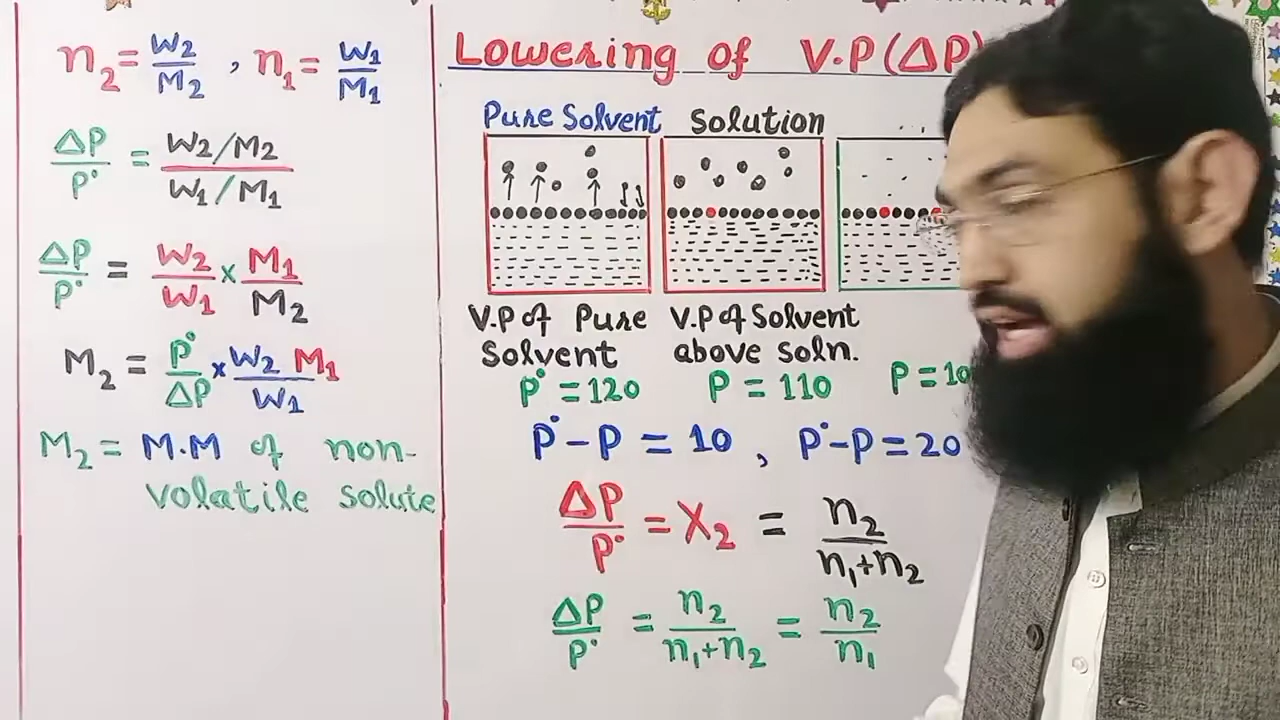 n₂ = W₂/M₂ , n₁ = W₁/M₁
ΔP/P° = W₂/M₂ / W₁/M₁
ΔP/P° = W₂/W₁ × M₁/M₂
M₂ = P°/ΔP × W₂ M₁/W₁
M₂ = M.M of non-
volatile solute
Lowering of V.P(ΔP)
Pure Solvent
Solution
V.P of Pure
Solvent
P° = 120
V.P of Solvent
above soln.
P = 110
P = 10
P° - P = 10 , P° - P = 20
ΔP/P° = X₂ = n₂/n₁+n₂
ΔP/P° = n₂/n₁+n₂ = n₂/n₁